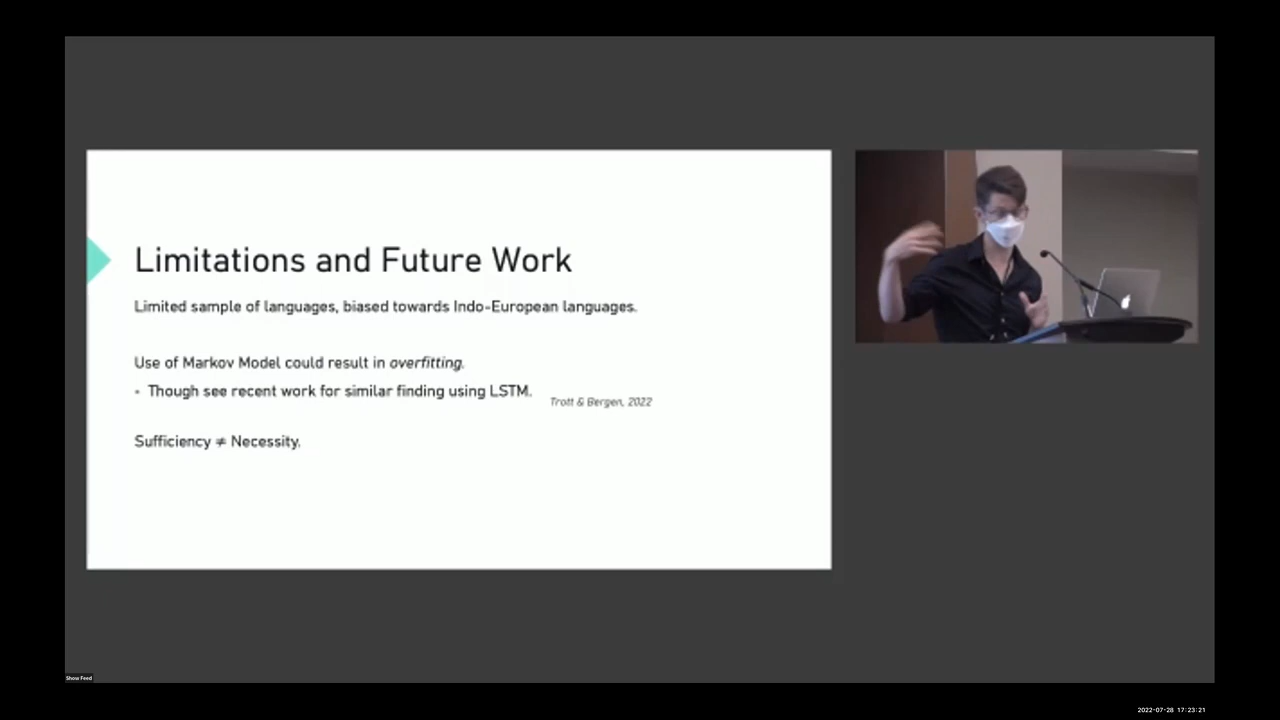 Limitations and Future Work
Limited sample of languages, biased towards Indo-European languages.
Use of Markov Model could result in overfitting.
- Though see recent work for similar finding using LSTM.
Trott & Bergen, 2022
Sufficiency ≠ Necessity.
Show Feed
2022-07-28 17:23:21